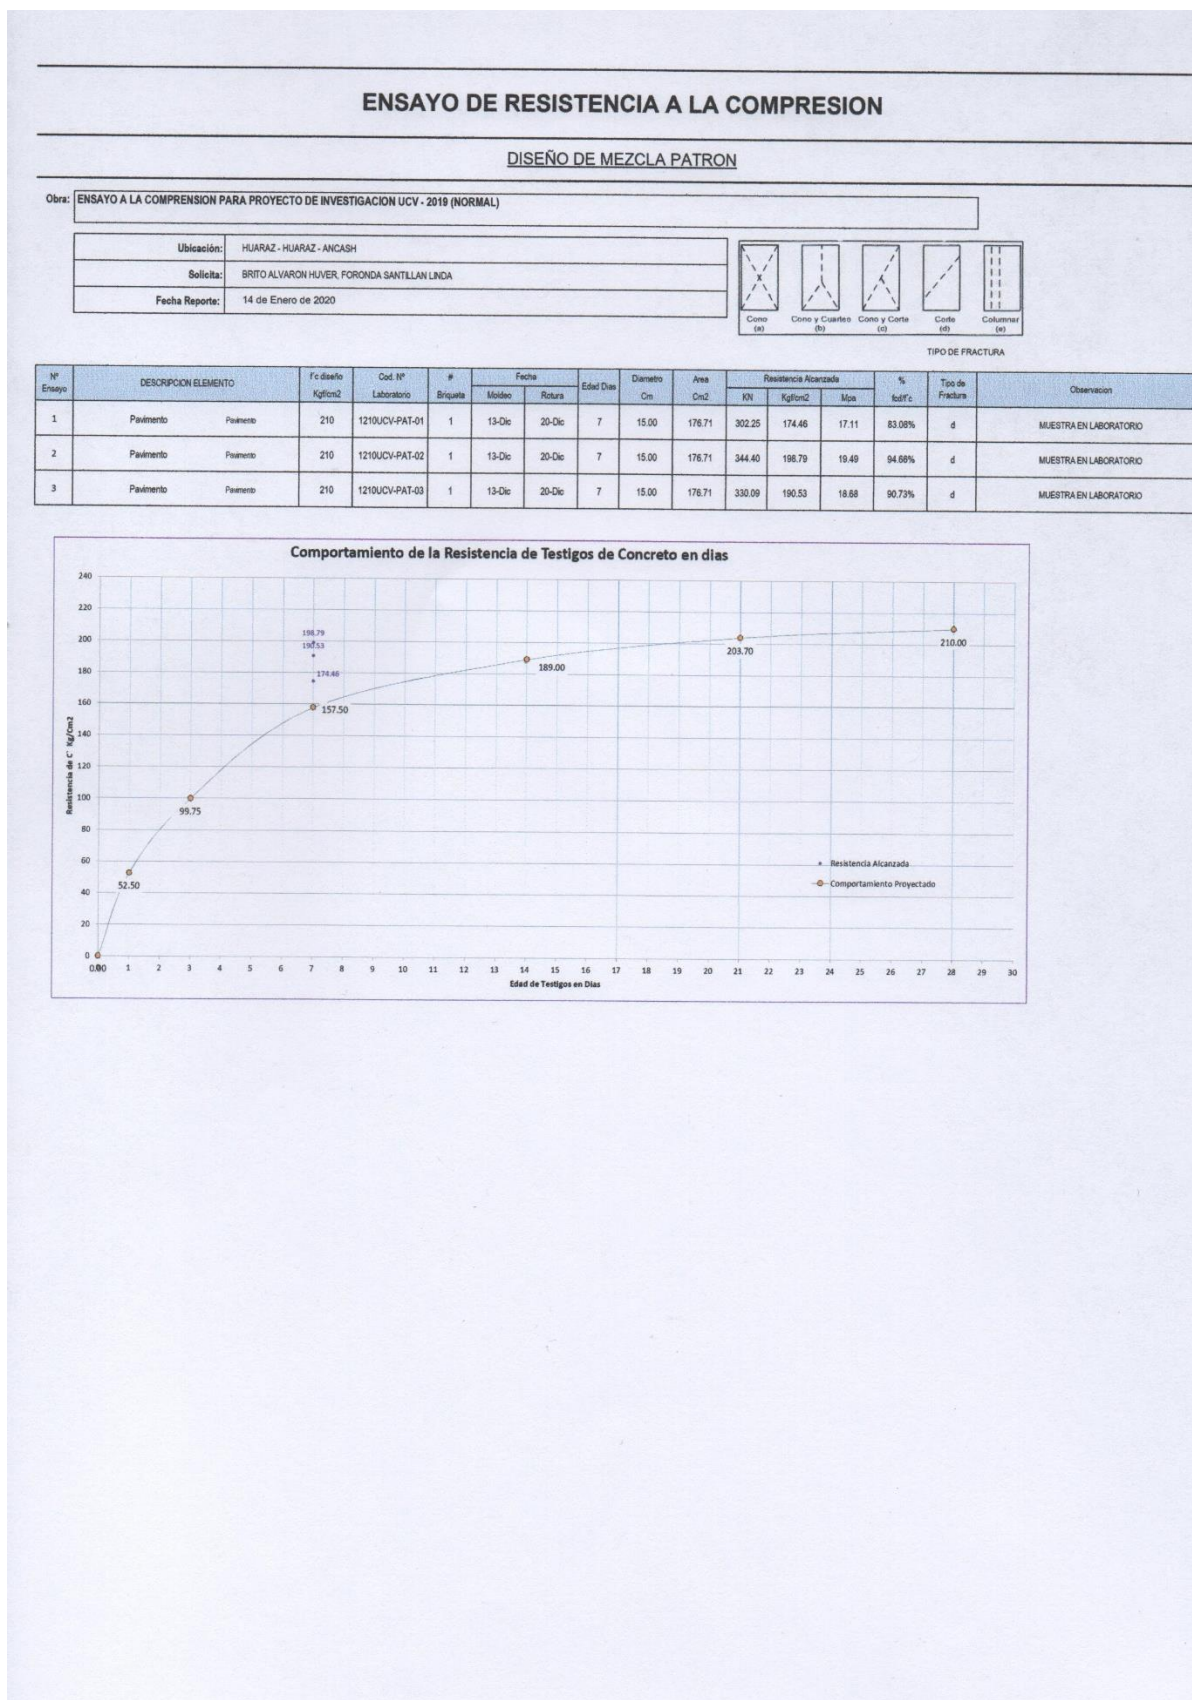 ENSAYO DE RESISTENCIA A LA COMPRESION
DISEÑO DE MEZCLA PATRON
Obra: ENSAYO A LA COMPRENSION PARA PROYECTO DE INVESTIGACION UCV - 2019 (NORMAL)
Ubicación: HUARAZ - HUARAZ - ANCASH
Solicita: BRITO ALVARON HUVER, FORONDA SANTILLAN LINDA
Fecha Reporte: 14 de Enero de 2020
Cono Cono y Cuarteo Cono y Corte Corte Columnar
(a) (b) (c) (d) (e)
TIPO DE FRACTURA
Nº Ensayo DESCRIPCION ELEMENTO f'c diseño Kgf/cm2 Cod. Nº Laboratorio # Briqueta Fecha Moldeo Rotura Edad Dias Diametro Cm Area Cm2 Resistencia Alcanzada KN Kgf/cm2 Mpa % fcd/f'c Tipo de Fractura Observacion
1 Pavimento Pavimento 210 1210UCV-PAT-01 1 13-Dic 20-Dic 7 15.00 176.71 302.25 174.46 17.11 83.08% d MUESTRA EN LABORATORIO
2 Pavimento Pavimento 210 1210UCV-PAT-02 1 13-Dic 20-Dic 7 15.00 176.71 344.40 198.79 19.49 94.66% d MUESTRA EN LABORATORIO
3 Pavimento Pavimento 210 1210UCV-PAT-03 1 13-Dic 20-Dic 7 15.00 176.71 330.09 190.53 18.68 90.73% d MUESTRA EN LABORATORIO
Comportamiento de la Resistencia de Testigos de Concreto en dias
240
220
200
180
160
140
120
100
80
60
40
20
0
Resistencia de C° Kg/Cm2
198.79
190.53
174.46
157.50
189.00
203.70
210.00
99.75
52.50
Resistencia Alcanzada
Comportamiento Proyectado
0.00 1 2 3 4 5 6 7 8 9 10 11 12 13 14 15 16 17 18 19 20 21 22 23 24 25 26 27 28 29 30
Edad de Testigos en Dias